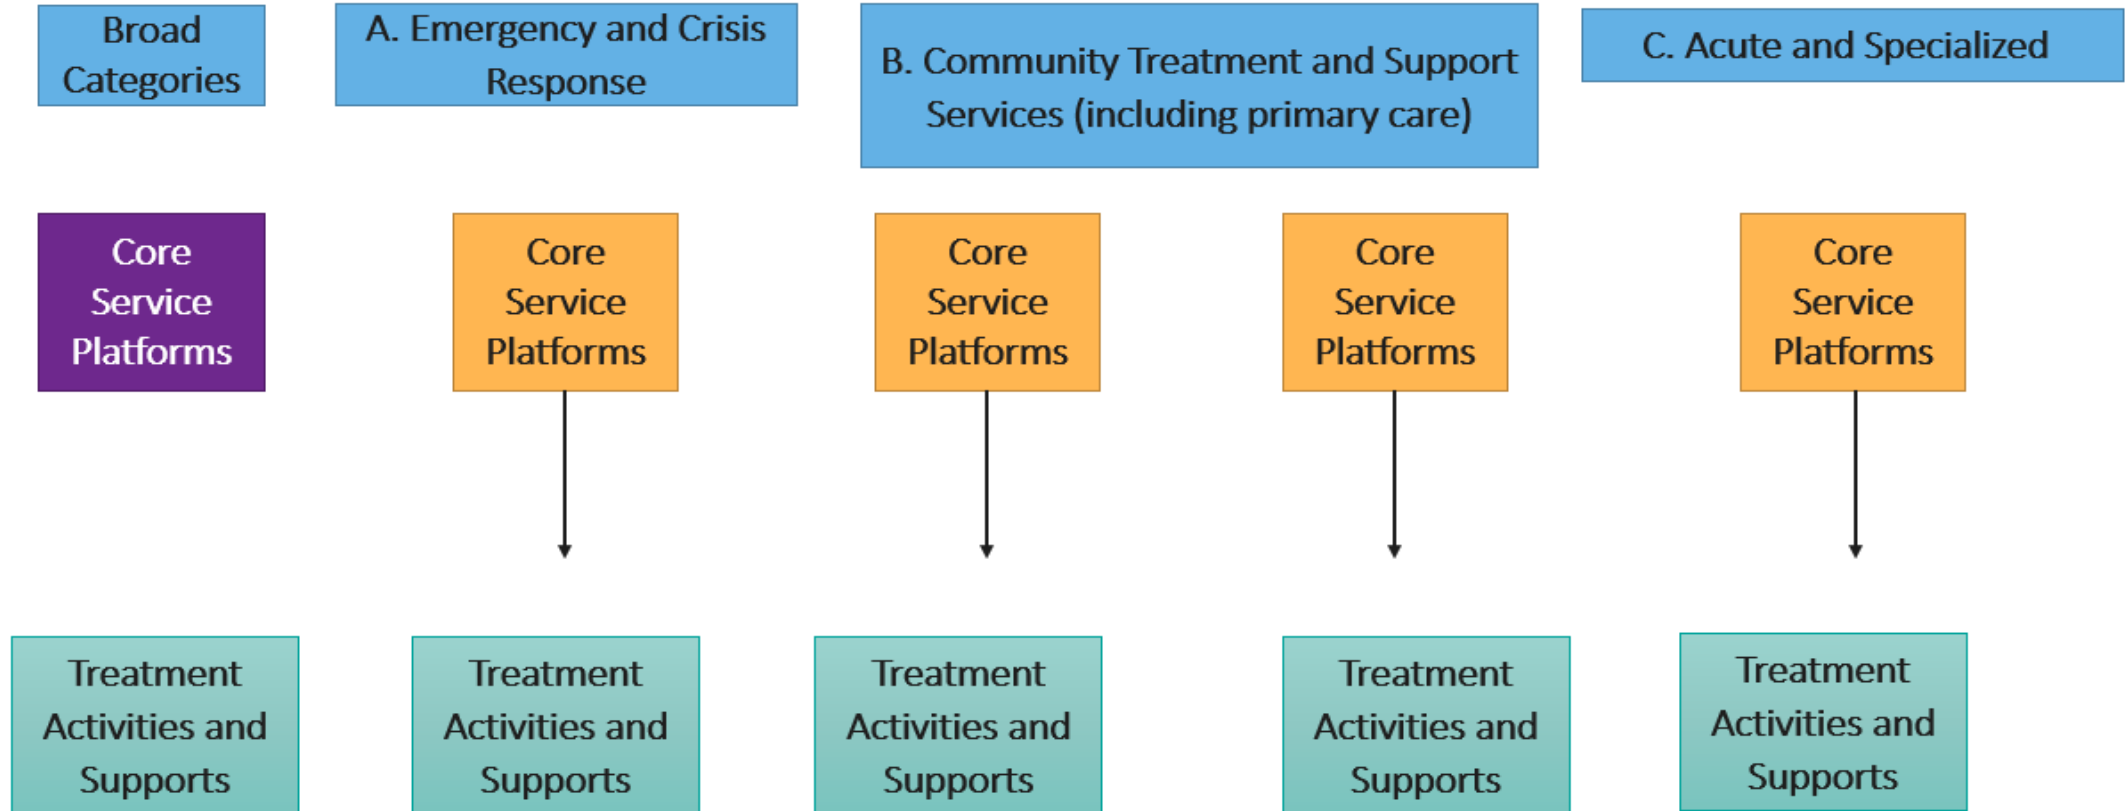 Broad
Categories
A. Emergency and Crisis
Response
B. Community Treatment and Support
Services (including primary care)
C. Acute and Specialized
Core
Service
Platforms
Core
Service
Platforms
Core
Service
Platforms
Core
Service
Platforms
Core
Service
Platforms
Treatment
Activities and
Supports
Treatment
Activities and
Supports
Treatment
Activities and
Supports
Treatment
Activities and
Supports
Treatment
Activities and
Supports